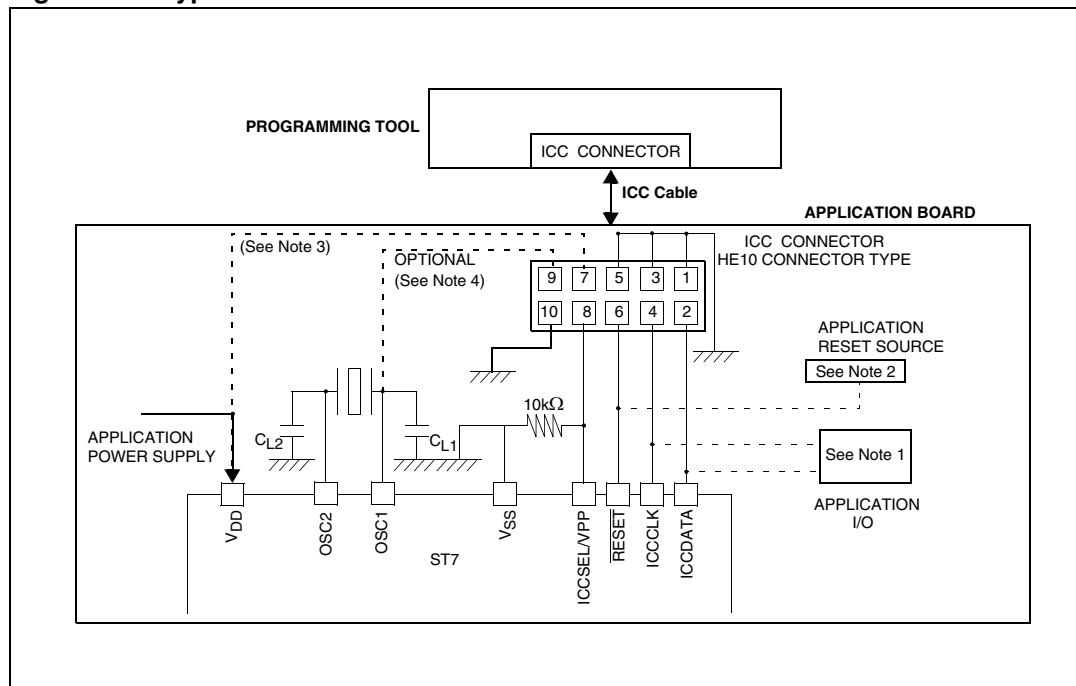 PROGRAMMING TOOL
ICC CONNECTOR
ICC Cable
APPLICATION BOARD
(See Note 3)
OPTIONAL
(See Note 4)
ICC CONNECTOR
HE10 CONNECTOR TYPE
9 7 5 3 1
10 8 6 4 2
APPLICATION
RESET SOURCE
See Note 2
10kΩ
APPLICATION
POWER SUPPLY
CL2
CL1
See Note 1
APPLICATION
I/O
VDD
OSC2
OSC1
VSS
ICCSEL/VPP
RESET
ICCCLK
ICCDATA
ST7